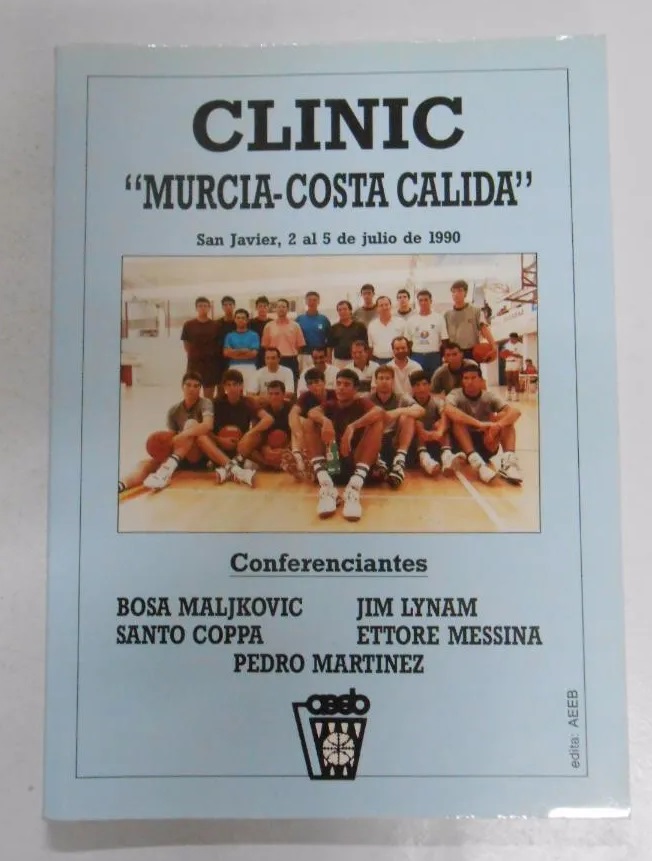 CLINIC
“MURCIA-COSTA CALIDA”
San Javier, 2 al 5 de julio de 1990
Conferenciantes
BOSA MALJKOVIC
JIM LYNAM
SANTO COPPA
ETTORE MESSINA
PEDRO MARTINEZ
aeeb
edita: AEEB